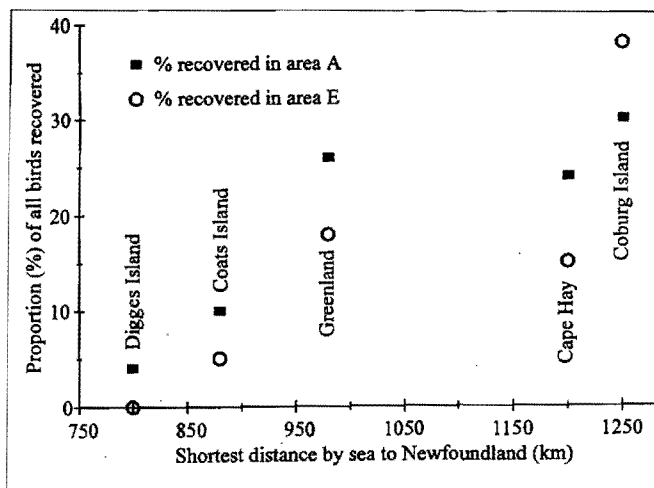 40
30
20
10
0
Proportion (%) of all birds recovered
% recovered in area A
% recovered in area E
Digges Island
Coats Island
Greenland
Cape Hay
Coburg Island
750 850 950 1050 1150 1250
Shortest distance by sea to Newfoundland (km)